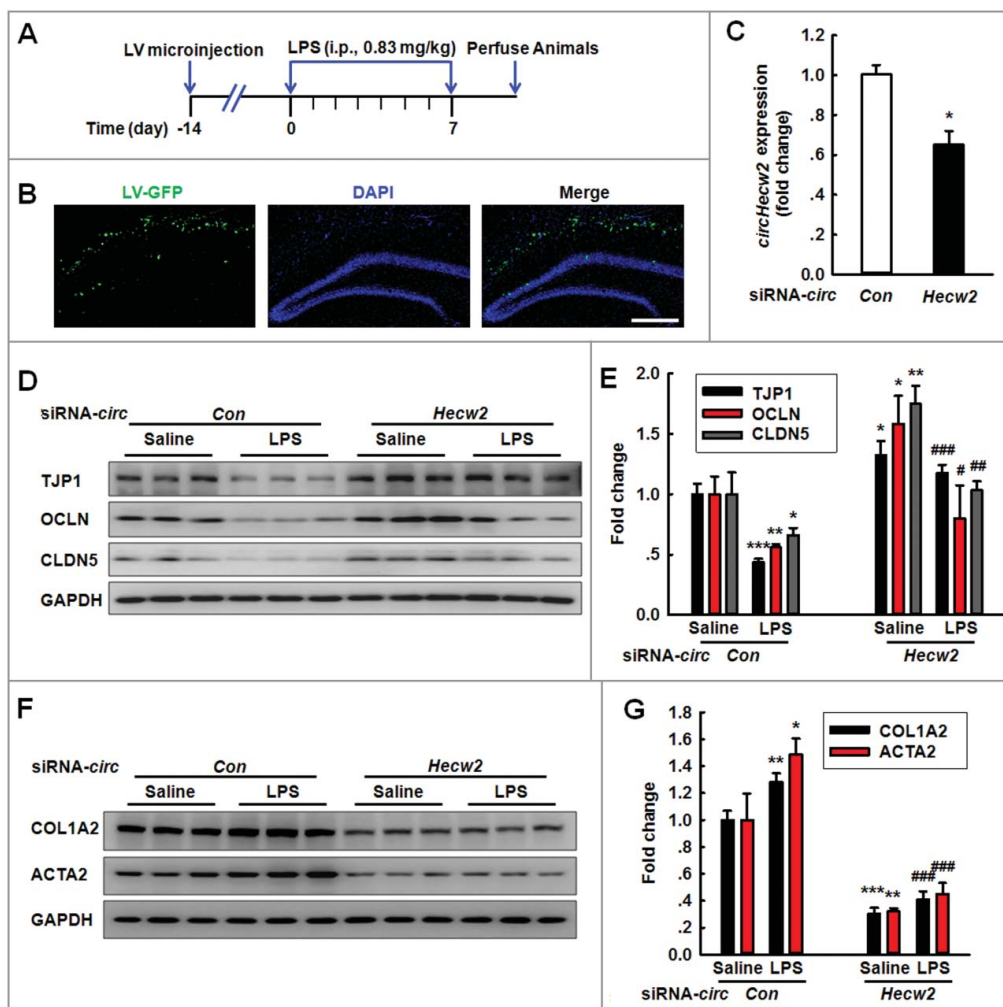 A
LV microinjection
LPS (i.p., 0.83 mg/kg)
Perfuse Animals
Time (day) -14 0 7
B
LV-GFP DAPI Merge
C
circHecw2 expression
(fold change)
1.2
1.0
.8
.6
.4
.2
0.0
*
siRNA-circ Con Hecw2
D
siRNA-circ Con Hecw2
Saline LPS Saline LPS
TJP1
OCLN
CLDN5
GAPDH
E
Fold change
2.0
1.5
1.0
.5
0.0
TJP1
OCLN
CLDN5
*** ** *
* * **
### # ##
Saline LPS Saline LPS
siRNA-circ Con Hecw2
F
siRNA-circ Con Hecw2
Saline LPS Saline LPS
COL1A2
ACTA2
GAPDH
G
Fold change
1.8
1.6
1.4
1.2
1.0
.8
.6
.4
.2
0.0
COL1A2
ACTA2
** *
*** **
### ###
Saline LPS Saline LPS
siRNA-circ Con Hecw2